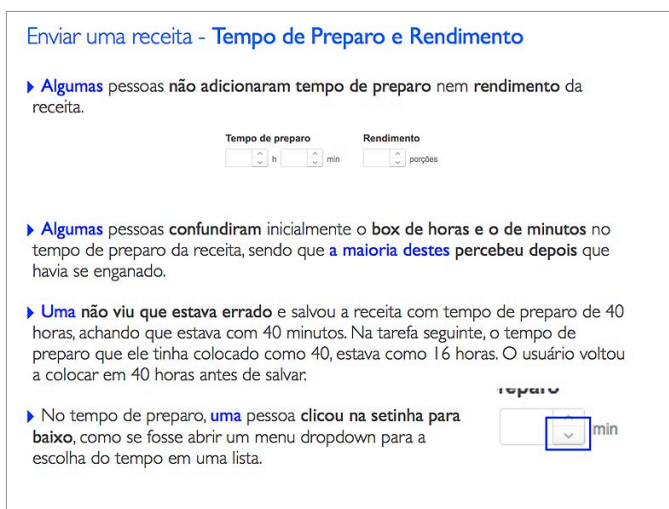 Enviar uma receita - Tempo de Preparo e Rendimento
Algumas pessoas não adicionaram tempo de preparo nem rendimento da
receita.
Tempo de preparo Rendimento
h min porções
Algumas pessoas confundiram inicialmente o box de horas e o de minutos no
tempo de preparo da receita, sendo que a maioria destes percebeu depois que
havia se enganado.
Uma não viu que estava errado e salvou a receita com tempo de preparo de 40
horas, achando que estava com 40 minutos. Na tarefa seguinte, o tempo de
preparo que ele tinha colocado como 40, estava como 16 horas. O usuário voltou
a colocar em 40 horas antes de salvar.
No tempo de preparo, uma pessoa clicou na setinha para
baixo, como se fosse abrir um menu dropdown para a
escolha do tempo em uma lista.
reparo
min